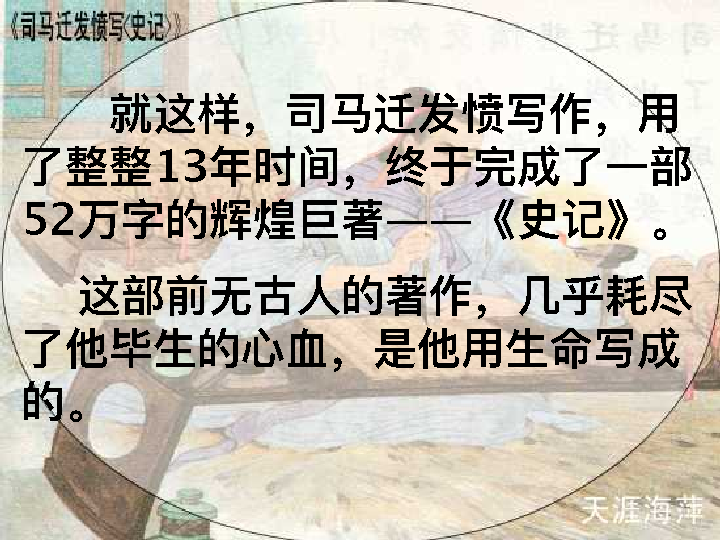 《司马迁发愤写《史记》》
就这样，司马迁发愤写作，用
了整整13年时间，终于完成了一部
52万字的辉煌巨著——《史记》。
这部前无古人的著作，几乎耗尽
了他毕生的心血，是他用生命写成
的。
天涯海萍